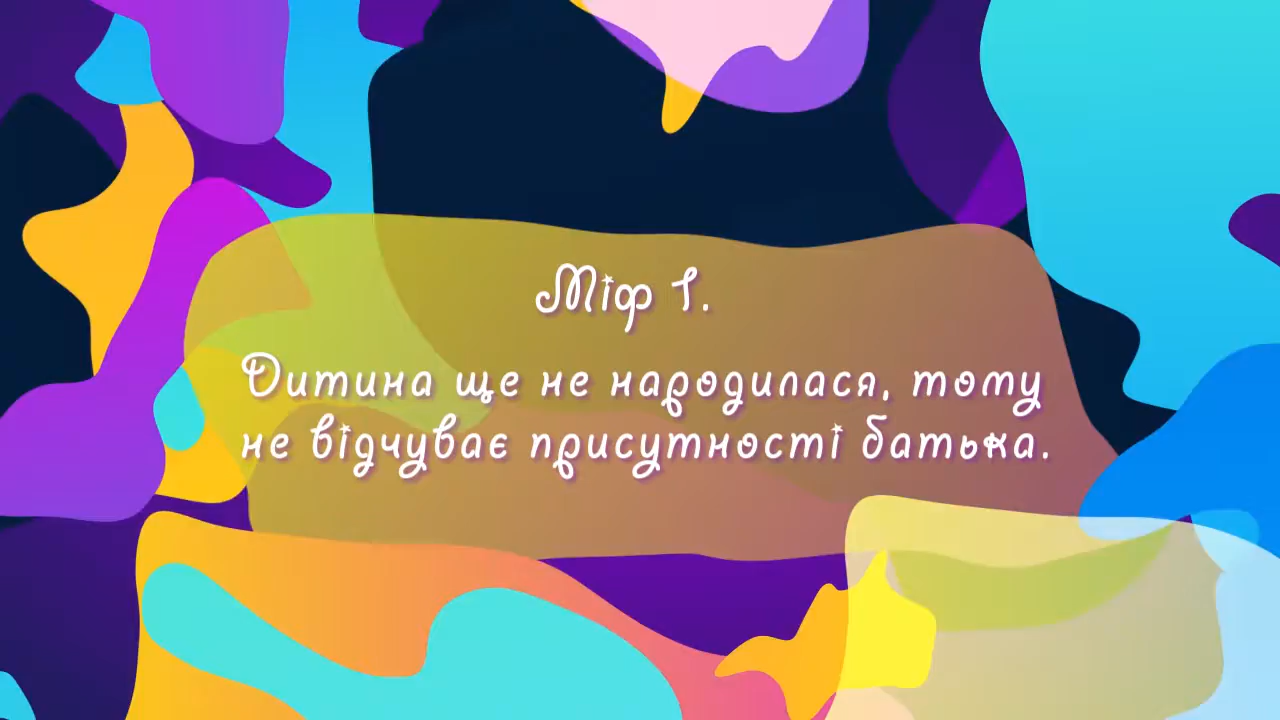 Міф 1.
Дитина ще не народилася, тому
не відчуває присутності батька.